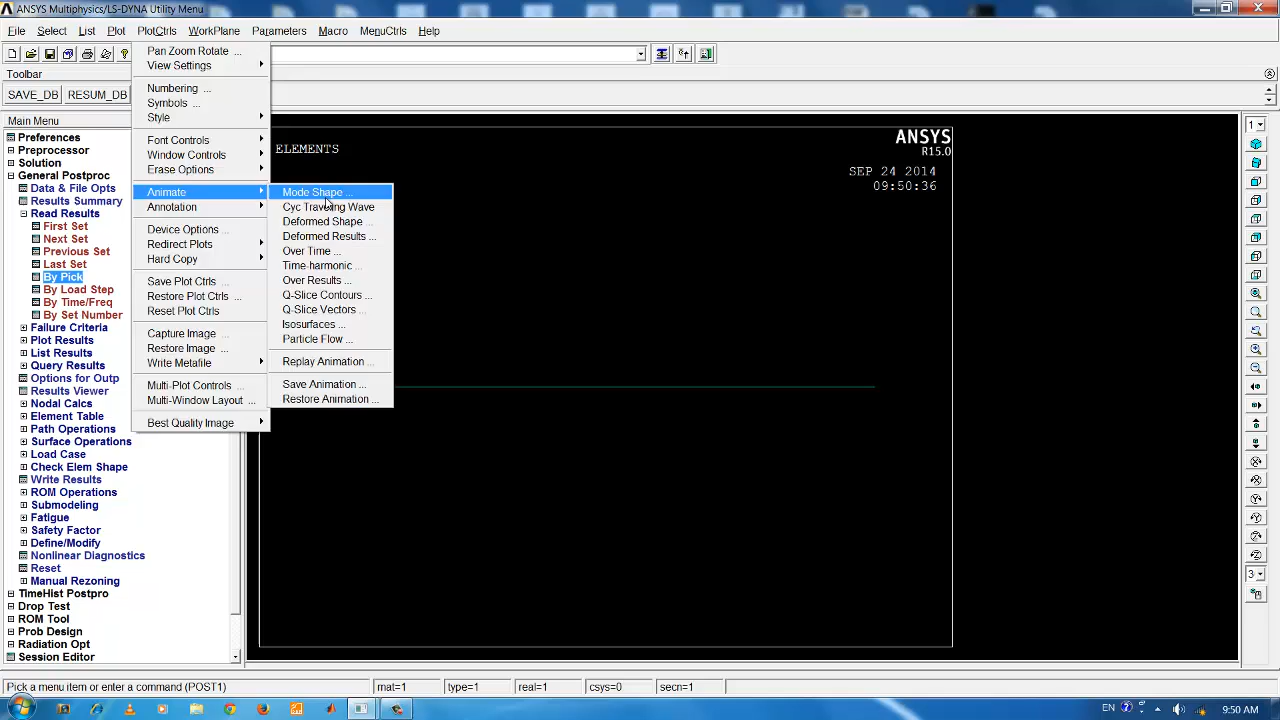 ANSYS Multiphysics/LS-DYNA Utility Menu
File Select List Plot PlotCtrls WorkPlane Parameters Macro MenuCtrls Help
Toolbar
SAVE_DB RESUM_DB
Main Menu
Preferences
Preprocessor
Solution
General Postproc
Data & File Opts
Results Summary
Read Results
First Set
Next Set
Previous Set
Last Set
By Pick
By Load Step
By Time/Freq
By Set Number
Failure Criteria
Plot Results
List Results
Query Results
Options for Outp
Results Viewer
Nodal Calcs
Element Table
Path Operations
Surface Operations
Load Case
Check Elem Shape
Write Results
ROM Operations
Submodeling
Fatigue
Safety Factor
Define/Modify
Nonlinear Diagnostics
Reset
Manual Rezoning
TimeHist Postpro
Drop Test
ROM Tool
Prob Design
Radiation Opt
Session Editor
Pan Zoom Rotate ...
View Settings
Numbering ...
Symbols ...
Style
Font Controls
Window Controls
Erase Options
Animate
Annotation
Device Options ...
Redirect Plots
Hard Copy
Save Plot Ctrls ...
Restore Plot Ctrls ...
Reset Plot Ctrls
Capture Image ...
Restore Image ...
Write Metafile
Multi-Plot Controls ...
Multi-Window Layout ...
Best Quality Image
Mode Shape ...
Cyc Traveling Wave
Deformed Shape ...
Deformed Results ...
Over Time ...
Time-harmonic ...
Over Results ...
Q-Slice Contours ...
Q-Slice Vectors ...
Isosurfaces ...
Particle Flow ...
Replay Animation ...
Save Animation ...
Restore Animation ...
ELEMENTS
ANSYS
R15.0
SEP 24 2014
09:50:36
1
3
Pick a menu item or enter a command (POST1) mat=1 type=1 real=1 csys=0 secn=1
EN 9:50 AM